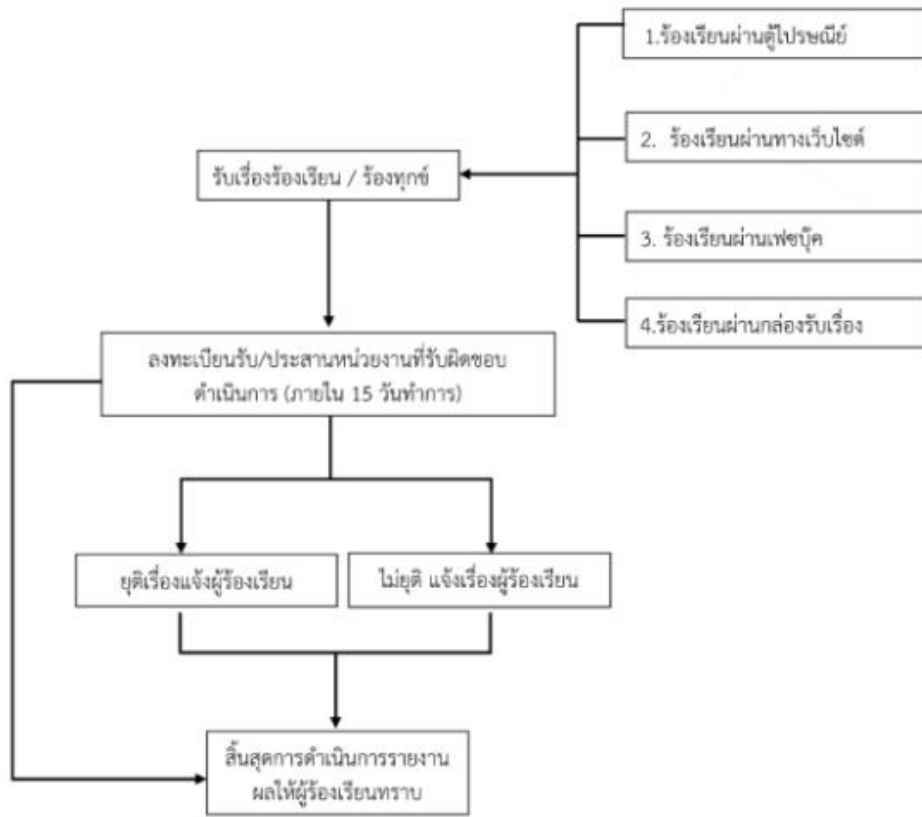 1.ร้องเรียนผ่านตู้ไปรษณีย์
2. ร้องเรียนผ่านทางเว็บไซต์
รับเรื่องร้องเรียน / ร้องทุกข์
3. ร้องเรียนผ่านเฟซบุ๊ค
4.ร้องเรียนผ่านกล่องรับเรื่อง
ลงทะเบียนรับ/ประสานหน่วยงานที่รับผิดชอบ
ดำเนินการ (ภายใน 15 วันทำการ)
ยุติเรื่องแจ้งผู้ร้องเรียน
ไม่ยุติ แจ้งเรื่องผู้ร้องเรียน
สิ้นสุดการดำเนินการรายงาน
ผลให้ผู้ร้องเรียนทราบ